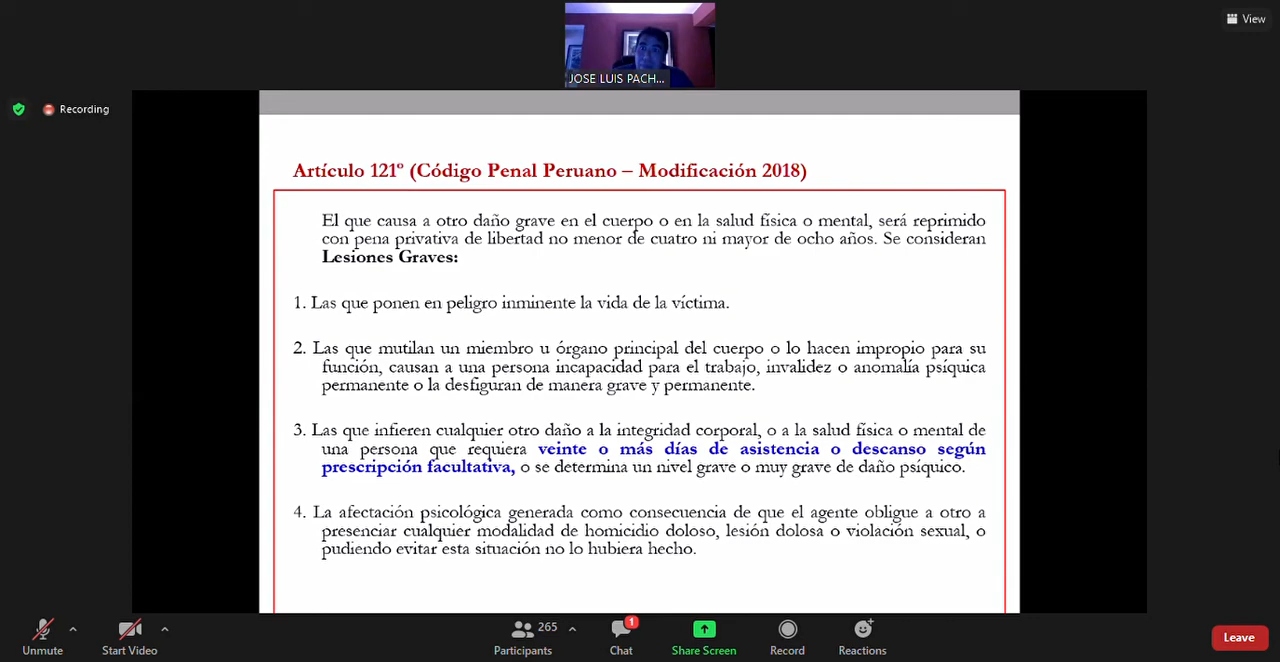 View
JOSE LUIS PACH...
Recording
Artículo 121º (Código Penal Peruano – Modificación 2018)
El que causa a otro daño grave en el cuerpo o en la salud física o mental, será reprimido
con pena privativa de libertad no menor de cuatro ni mayor de ocho años. Se consideran
Lesiones Graves:
1. Las que ponen en peligro inminente la vida de la víctima.
2. Las que mutilan un miembro u órgano principal del cuerpo o lo hacen impropio para su
función, causan a una persona incapacidad para el trabajo, invalidez o anomalía psíquica
permanente o la desfiguran de manera grave y permanente.
3. Las que infieren cualquier otro daño a la integridad corporal, o a la salud física o mental de
una persona que requiera veinte o más días de asistencia o descanso según
prescripción facultativa, o se determina un nivel grave o muy grave de daño psíquico.
4. La afectación psicológica generada como consecuencia de que el agente obligue a otro a
presenciar cualquier modalidad de homicidio doloso, lesión dolosa o violación sexual, o
pudiendo evitar esta situación no lo hubiera hecho.
265
1
Unmute
Start Video
Participants
Chat
Share Screen
Record
Reactions
Leave